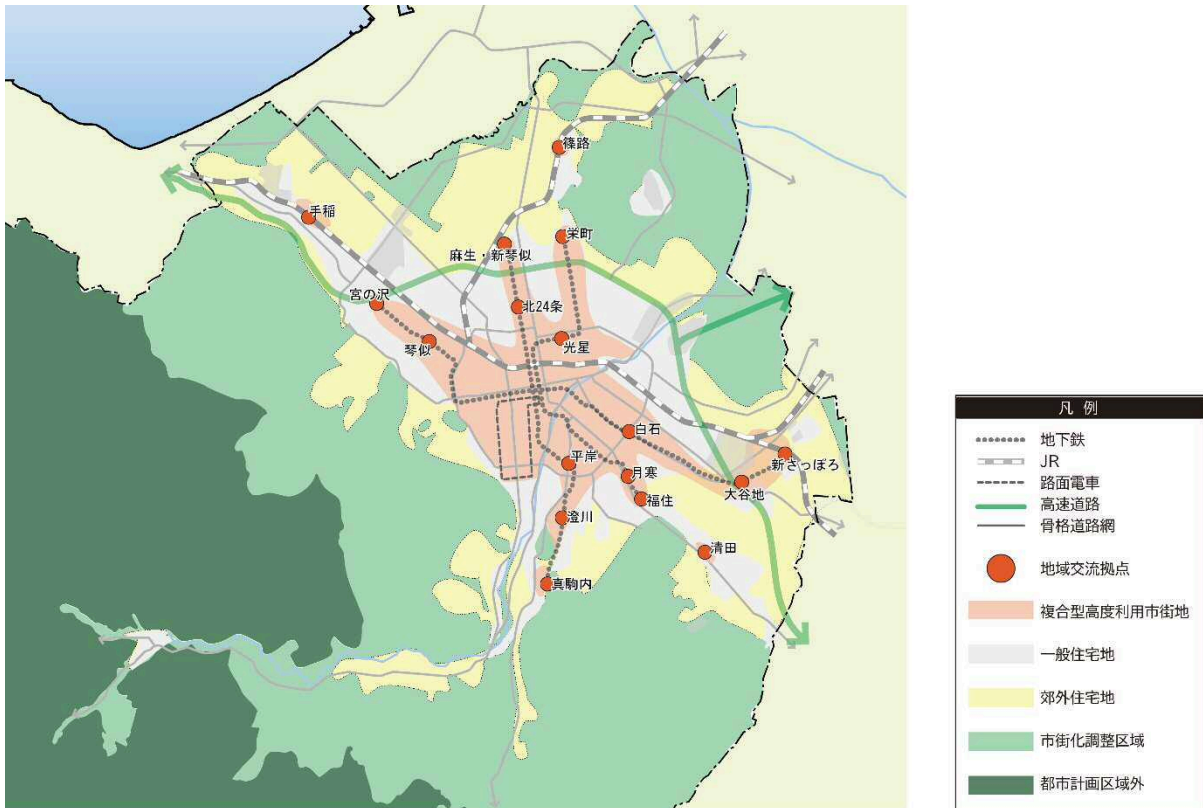 篠路
手稲
栄町
麻生・新琴似
宮の沢
北24条
琴似
光星
白石
平岸
新さっぽろ
月寒
大谷地
福住
澄川
清田
真駒内
凡例
地下鉄
JR
路面電車
高速道路
骨格道路網
地域交流拠点
複合型高度利用市街地
一般住宅地
郊外住宅地
市街化調整区域
都市計画区域外